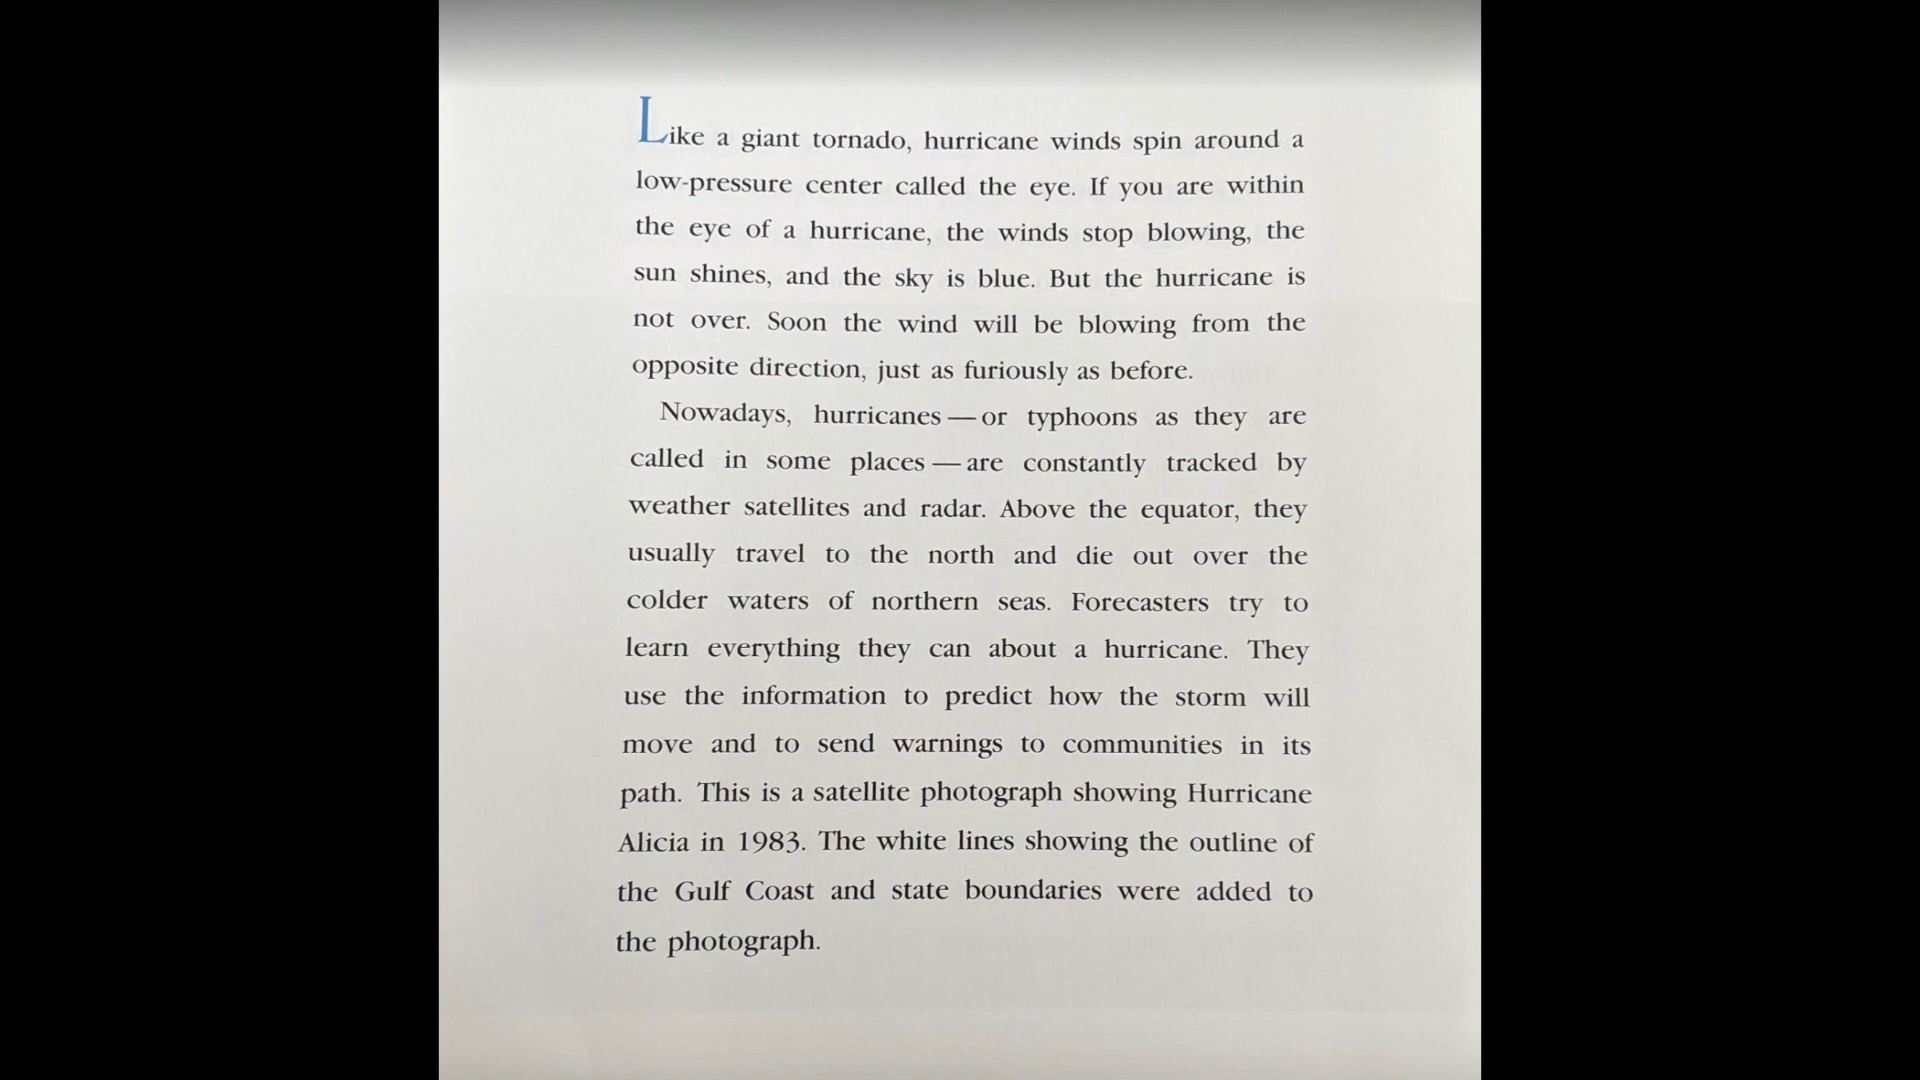 Like a giant tornado, hurricane winds spin around a
low-pressure center called the eye. If you are within
the eye of a hurricane, the winds stop blowing, the
sun shines, and the sky is blue. But the hurricane is
not over. Soon the wind will be blowing from the
opposite direction, just as furiously as before.
Nowadays, hurricanes — or typhoons as they are
called in some places — are constantly tracked by
weather satellites and radar. Above the equator, they
usually travel to the north and die out over the
colder waters of northern seas. Forecasters try to
learn everything they can about a hurricane. They
use the information to predict how the storm will
move and to send warnings to communities in its
path. This is a satellite photograph showing Hurricane
Alicia in 1983. The white lines showing the outline of
the Gulf Coast and state boundaries were added to
the photograph.